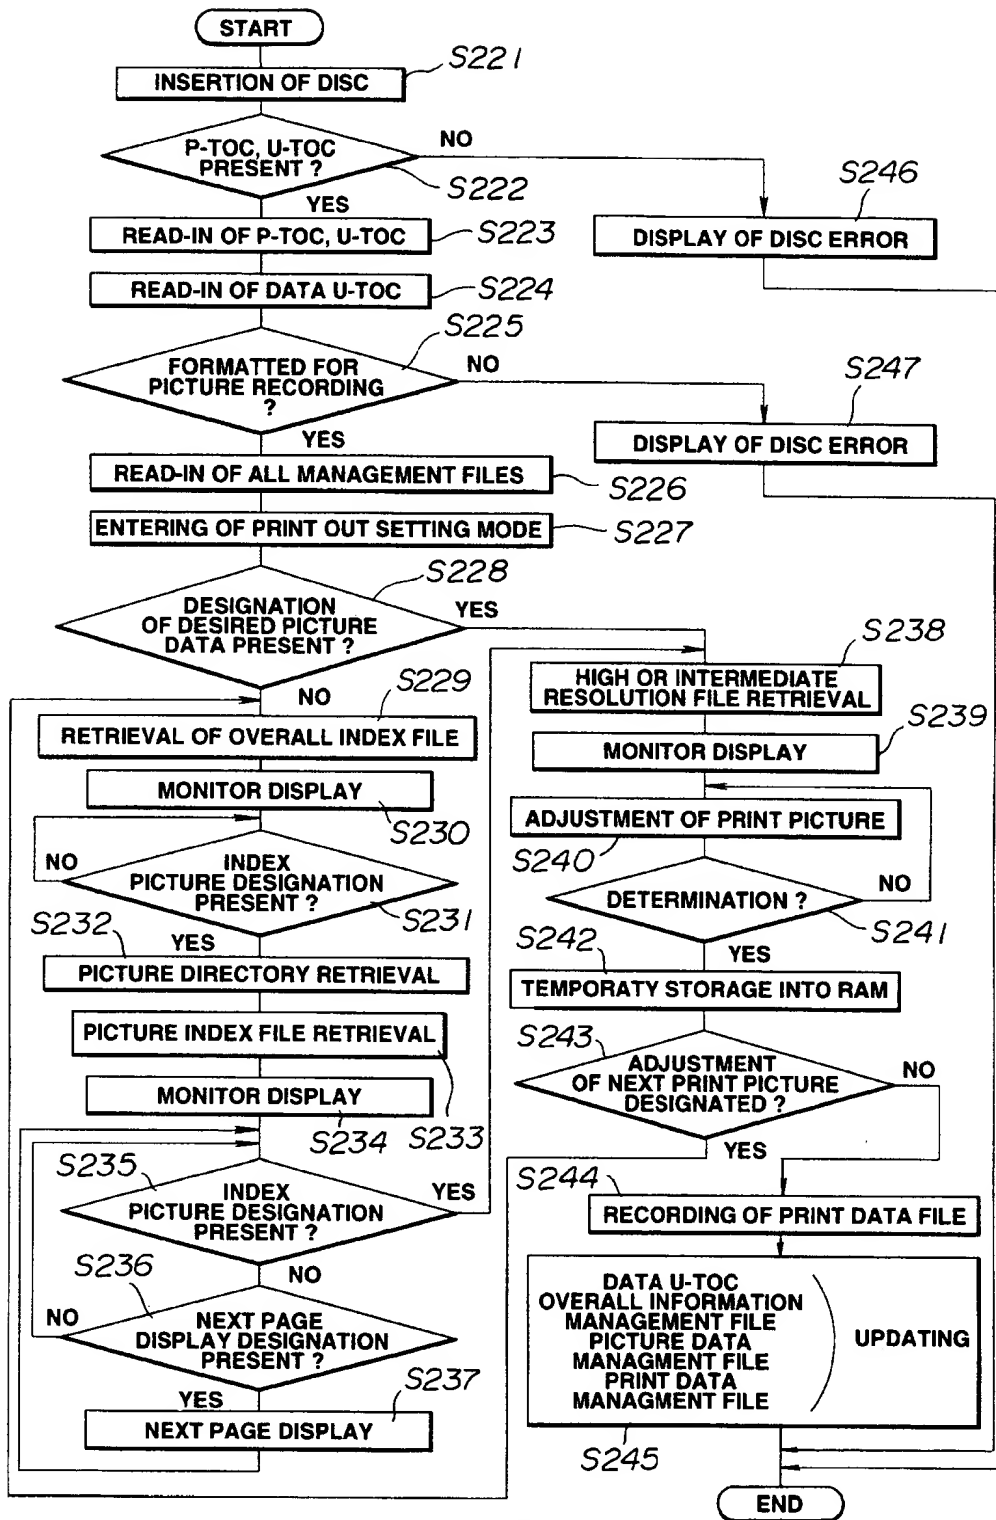 START
S221
INSERTION OF DISC
P-TOC, U-TOC
PRESENT ?
NO
S222
YES
S246
READ-IN OF P-TOC, U-TOC
S223
DISPLAY OF DISC ERROR
READ-IN OF DATA U-TOC
S224
S225
FORMATTED FOR
PICTURE RECORDING
?
NO
S247
YES
DISPLAY OF DISC ERROR
READ-IN OF ALL MANAGEMENT FILES
S226
ENTERING OF PRINT OUT SETTING MODE
S227
S228
DESIGNATION
OF DESIRED PICTURE
DATA PRESENT ?
YES
NO
S229
RETRIEVAL OF OVERALL INDEX FILE
MONITOR DISPLAY
S230
NO
INDEX
PICTURE DESIGNATION
PRESENT ?
S231
S232
YES
PICTURE DIRECTORY RETRIEVAL
PICTURE INDEX FILE RETRIEVAL
MONITOR DISPLAY
S234
S233
S235
INDEX
PICTURE DESIGNATION
PRESENT ?
YES
NO
S236
NO
NEXT PAGE
DISPLAY DESIGNATION
PRESENT ?
YES
S237
NEXT PAGE DISPLAY
S238
HIGH OR INTERMEDIATE
RESOLUTION FILE RETRIEVAL
S239
MONITOR DISPLAY
ADJUSTMENT OF PRINT PICTURE
S240
DETERMINATION ?
NO
S241
S242
YES
TEMPORATY STORAGE INTO RAM
S243
ADJUSTMENT
OF NEXT PRINT PICTURE
DESIGNATED ?
NO
YES
S244
RECORDING OF PRINT DATA FILE
DATA U-TOC
OVERALL INFORMATION
MANAGEMENT FILE
PICTURE DATA
MANAGMENT FILE
PRINT DATA
MANAGMENT FILE
UPDATING
S245
END